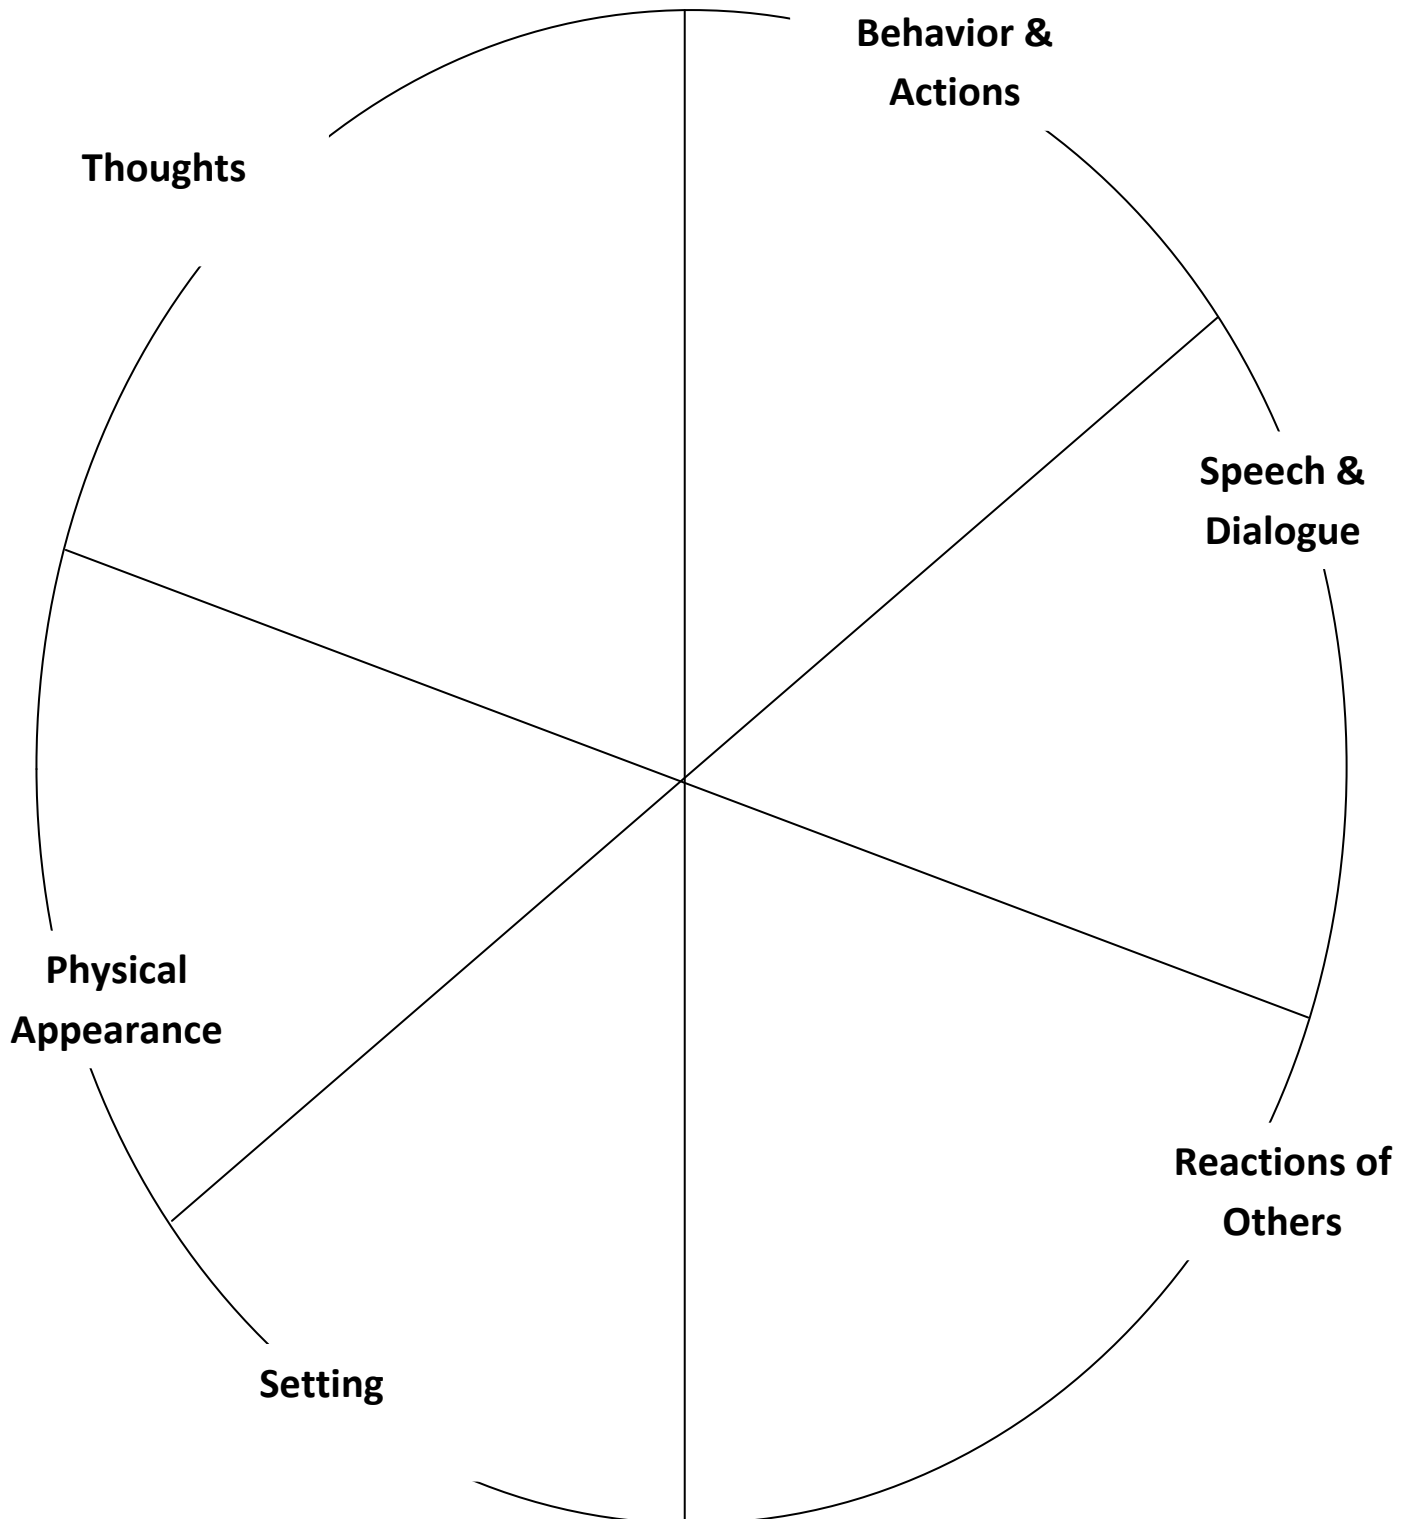 Behavior &
Actions
Thoughts
Speech &
Dialogue
Physical
Appearance
Reactions of
Others
Setting